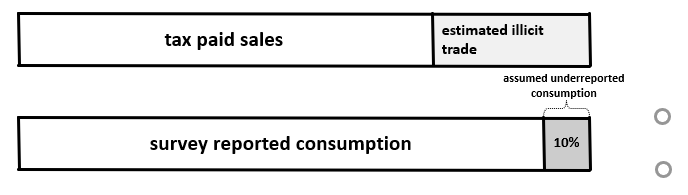 tax paid sales
estimated illicit
trade
assumed underreported
consumption
survey reported consumption
10%